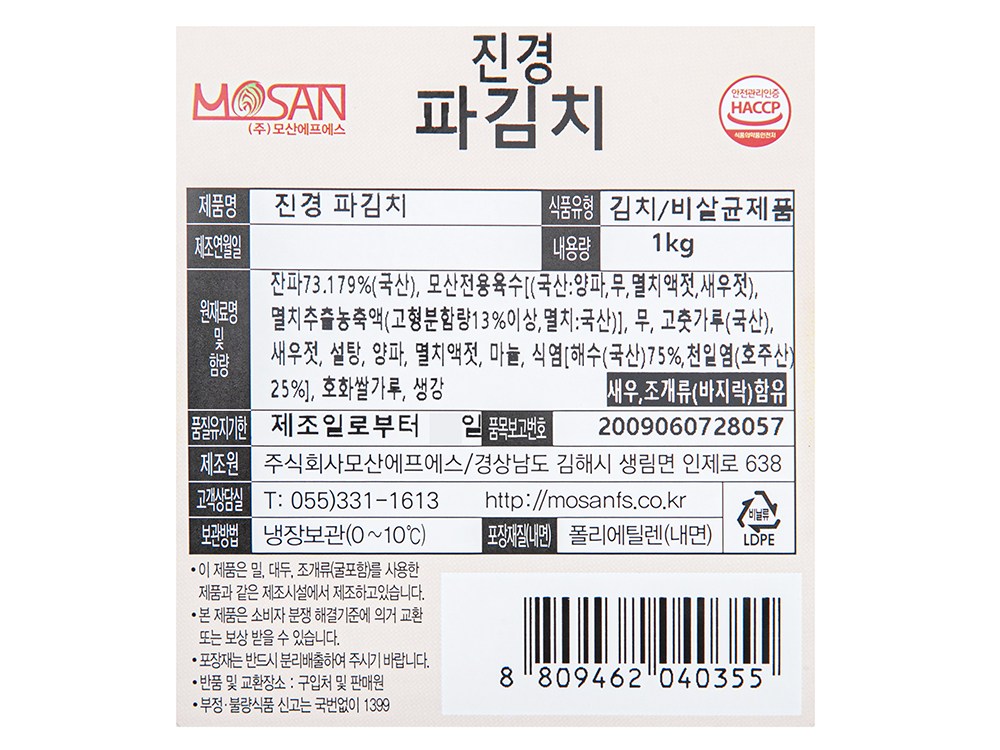 진경
파김치
MOSAN
(주)모산에프에스
안전관리인증
HACCP
식품의약품안전처
제품명 진경 파김치 식품유형 김치/비살균제품
제조연월일 내용량 1kg
원재료명 및 함량
잔파73.179%(국산), 모산전용육수[(국산:양파,무,멸치액젓,새우젓),
멸치추출농축액(고형분함량13%이상,멸치:국산)], 무, 고춧가루(국산),
새우젓, 설탕, 양파, 멸치액젓, 마늘, 식염[해수(국산)75%,천일염(호주산)
25%], 호화쌀가루, 생강 새우,조개류(바지락)함유
품질유지기한 제조일로부터 일 품목보고번호 2009060728057
제조원 주식회사모산에프에스/경상남도 김해시 생림면 인제로 638
고객상담실 T: 055)331-1613 http://mosanfs.co.kr
보관방법 냉장보관(0~10℃) 포장재질(내면) 폴리에틸렌(내면)
비닐류
LDPE
•이 제품은 밀, 대두, 조개류(굴포함)를 사용한
제품과 같은 제조시설에서 제조하고있습니다.
•본 제품은 소비자 분쟁 해결기준에 의거 교환
또는 보상 받을 수 있습니다.
•포장재는 반드시 분리배출하여 주시기 바랍니다.
•반품 및 교환장소 : 구입처 및 판매원
•부정·불량식품 신고는 국번없이 1399
8 809462 040355